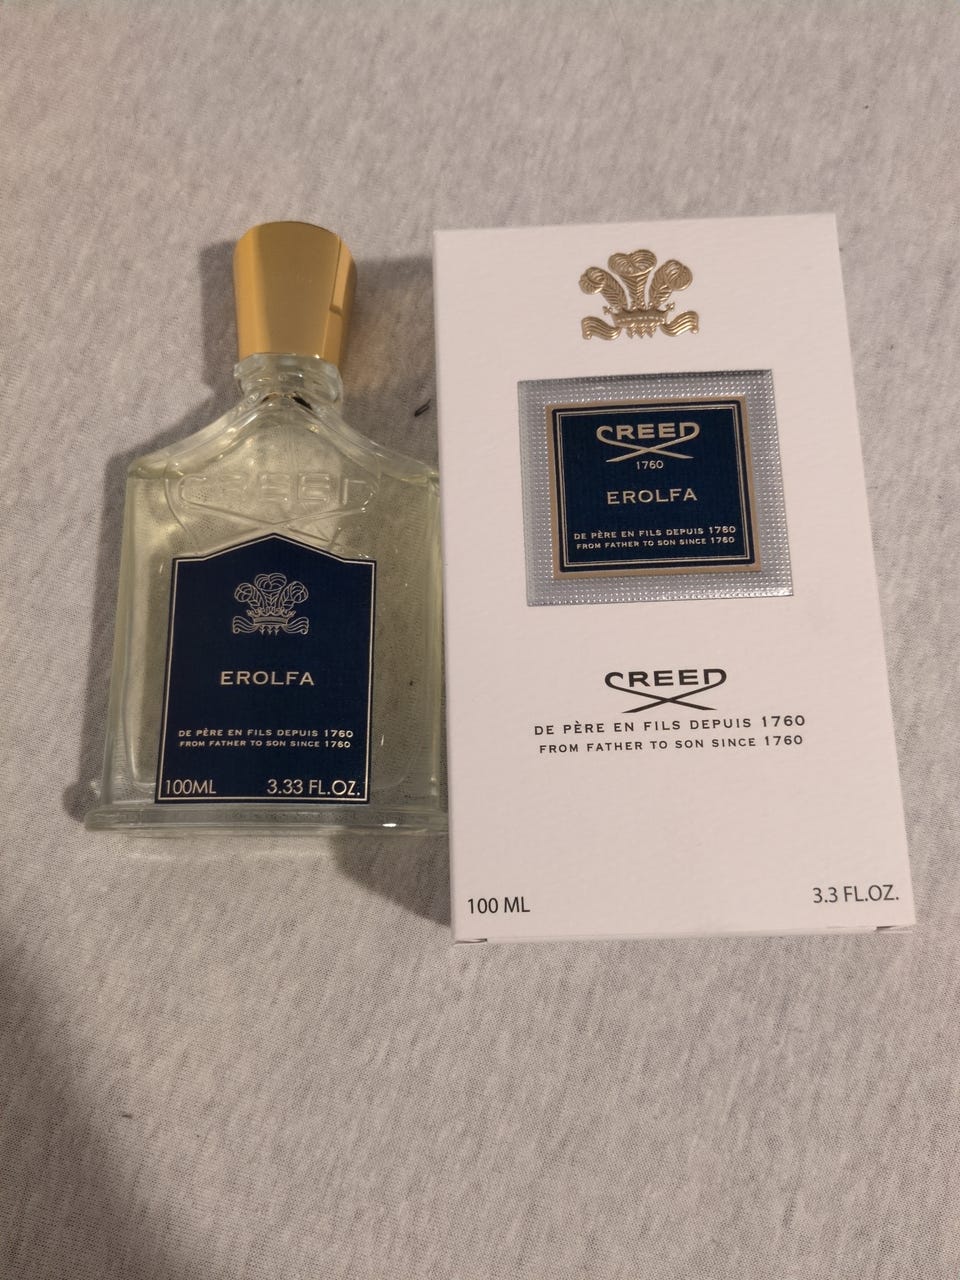 CREED
EROLFA
DE PÈRE EN FILS DEPUIS 1760
FROM FATHER TO SON SINCE 1760
100ML 3.33 FL.OZ.
CREED
1760
EROLFA
DE PÈRE EN FILS DEPUIS 1760
FROM FATHER TO SON SINCE 1760
CREED
DE PÈRE EN FILS DEPUIS 1760
FROM FATHER TO SON SINCE 1760
100 ML 3.3 FL.OZ.